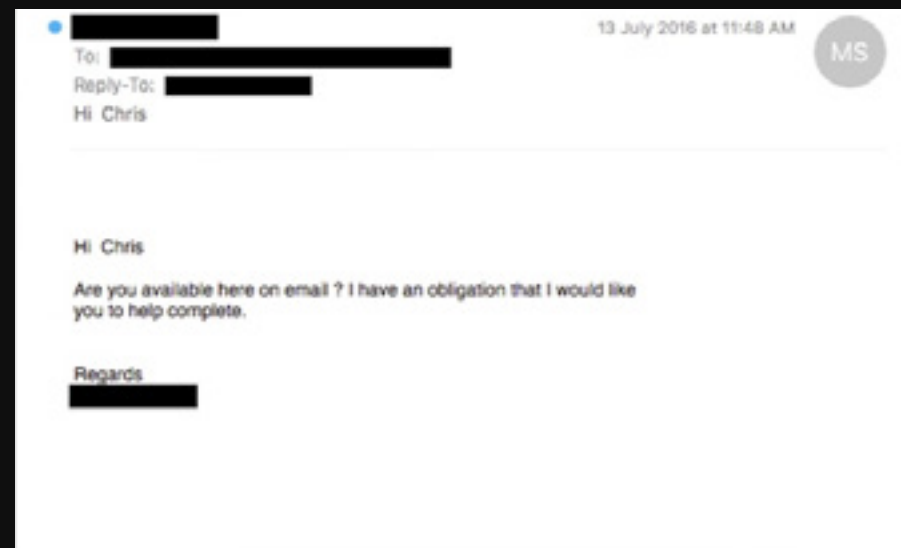 13 July 2016 at 11:48 AM
MS
To:
Reply-To:
Hi Chris
Hi Chris
Are you available here on email ? I have an obligation that I would like
you to help complete.
Regards